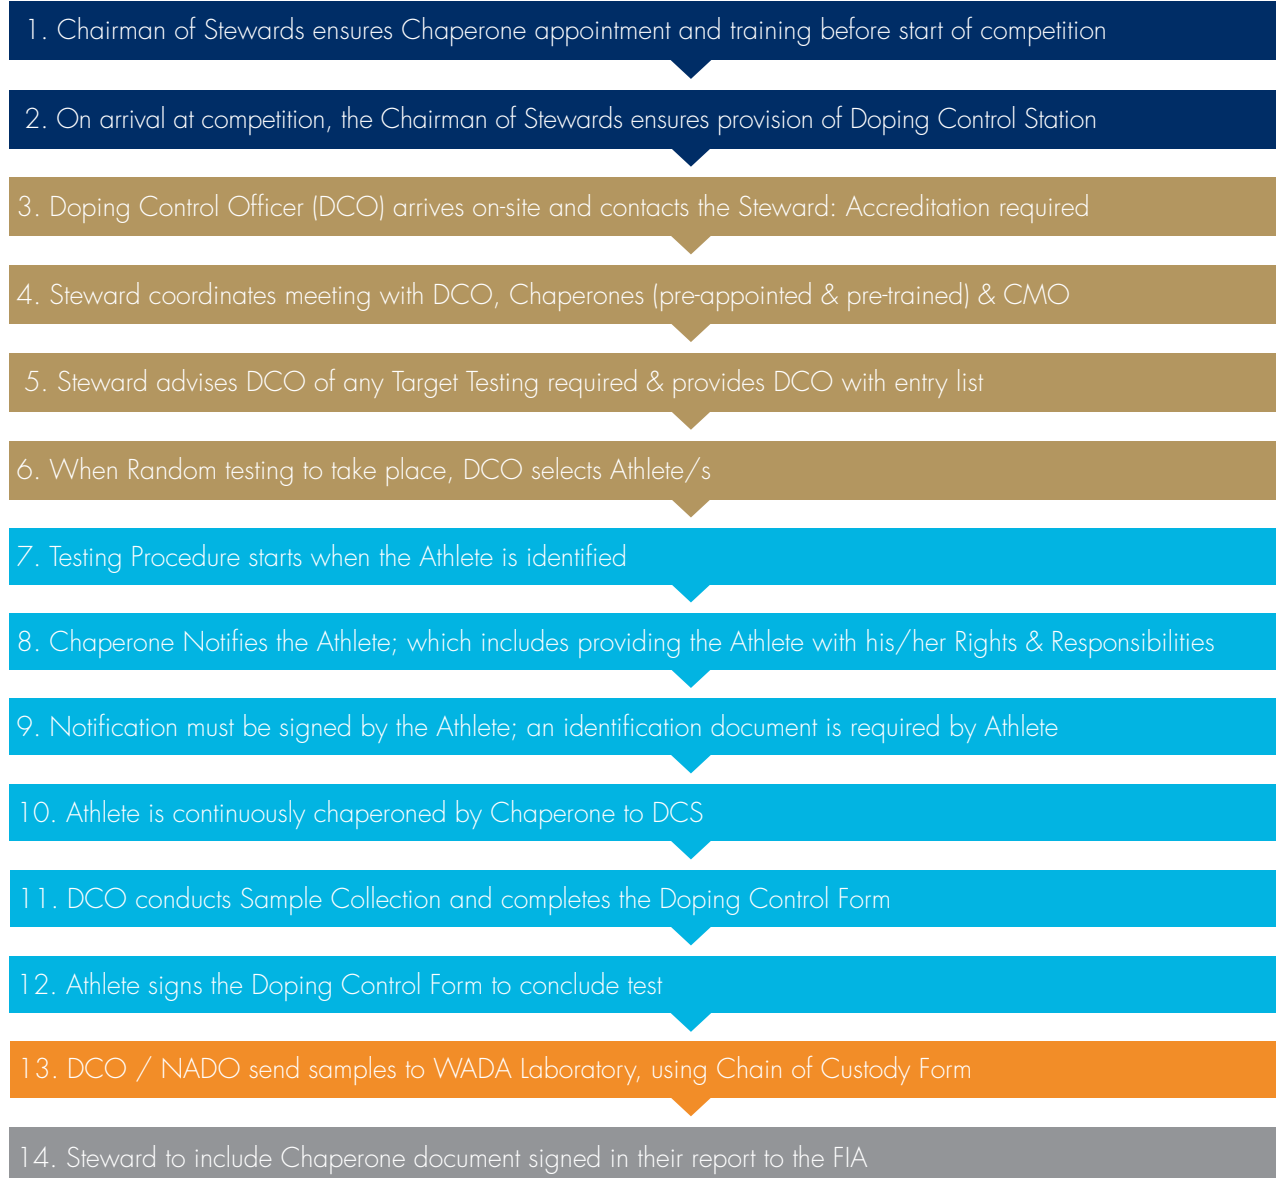 1. Chairman of Stewards ensures Chaperone appointment and training before start of competition
2. On arrival at competition, the Chairman of Stewards ensures provision of Doping Control Station
3. Doping Control Officer (DCO) arrives on-site and contacts the Steward: Accreditation required
4. Steward coordinates meeting with DCO, Chaperones (pre-appointed & pre-trained) & CMO
5. Steward advises DCO of any Target Testing required & provides DCO with entry list
6. When Random testing to take place, DCO selects Athlete/s
7. Testing Procedure starts when the Athlete is identified
8. Chaperone Notifies the Athlete; which includes providing the Athlete with his/her Rights & Responsibilities
9. Notification must be signed by the Athlete; an identification document is required by Athlete
10. Athlete is continuously chaperoned by Chaperone to DCS
11. DCO conducts Sample Collection and completes the Doping Control Form
12. Athlete signs the Doping Control Form to conclude test
13. DCO / NADO send samples to WADA Laboratory, using Chain of Custody Form
14. Steward to include Chaperone document signed in their report to the FIA